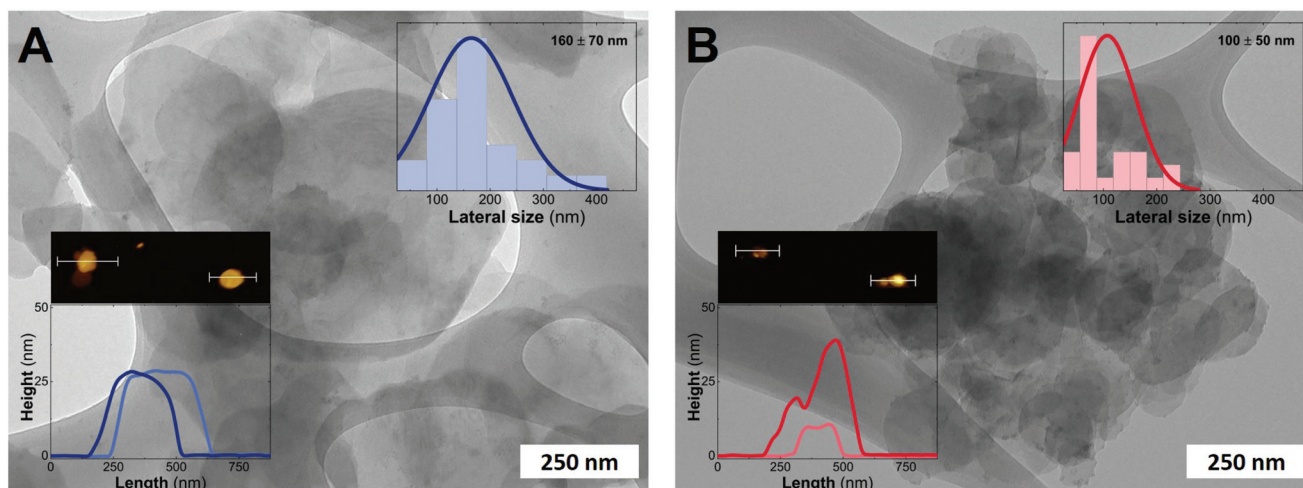 A
160 ± 70 nm
100 200 300 400
Lateral size (nm)
50
25
0
Height (nm)
0 250 500 750
Length (nm)
250 nm
B
100 ± 50 nm
100 200 300 400
Lateral size (nm)
50
25
0
Height (nm)
0 250 500 750
Length (nm)
250 nm